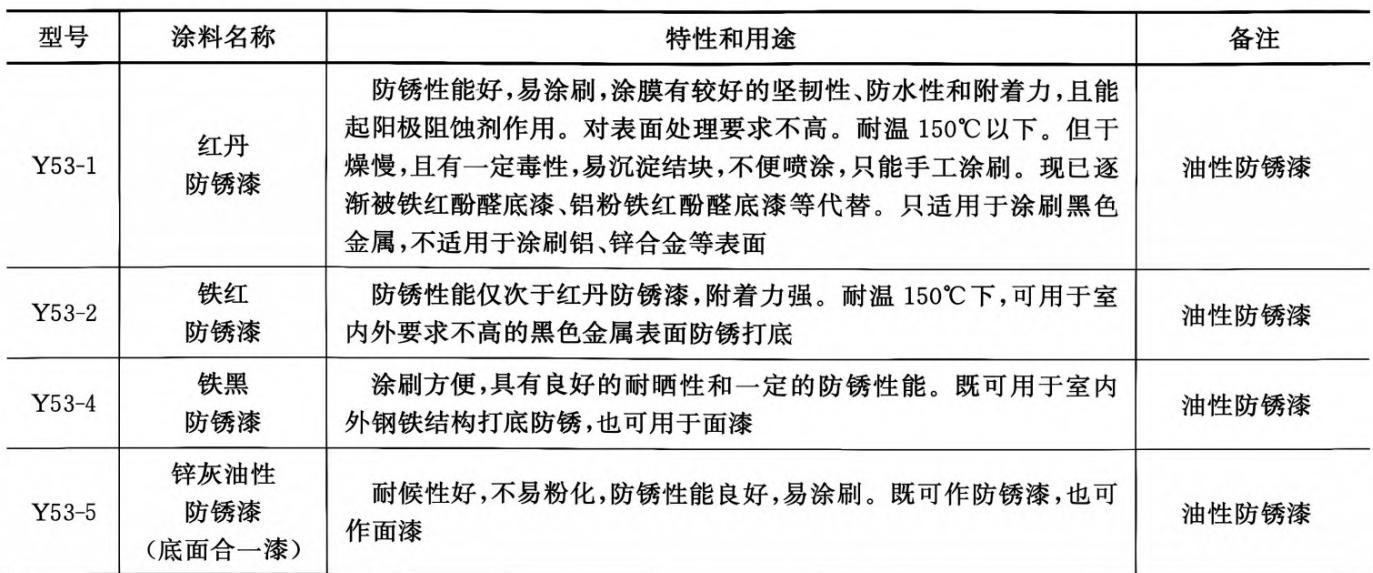 型号 涂料名称 特性和用途 备注
Y53-1 红丹 防锈漆 防锈性能好,易涂刷,涂膜有较好的坚韧性、防水性和附着力,且能
起阳极阻蚀剂作用。对表面处理要求不高。耐温 150℃以下。但于
燥慢,且有一定毒性,易沉淀结块,不便喷涂,只能手工涂刷。现已逐
渐被铁红酚醛底漆、铝粉铁红酚醛底漆等代替。只适用于涂刷黑色
金属,不适用于涂刷铝、锌合金等表面
油性防锈漆
Y53-2 铁红 防锈漆 防锈性能仅次于红丹防锈漆,附着力强。耐温 150℃下,可用于室
内外要求不高的黑色金属表面防锈打底
油性防锈漆
Y53-4 铁黑 防锈漆 涂刷方便,具有良好的耐晒性和一定的防锈性能。既可用于室内
外钢铁结构打底防锈,也可用于面漆
油性防锈漆
Y53-5 锌灰油性 防锈漆 (底面合一漆) 耐候性好,不易粉化,防锈性能良好,易涂刷。既可作防锈漆,也可
作面漆
油性防锈漆